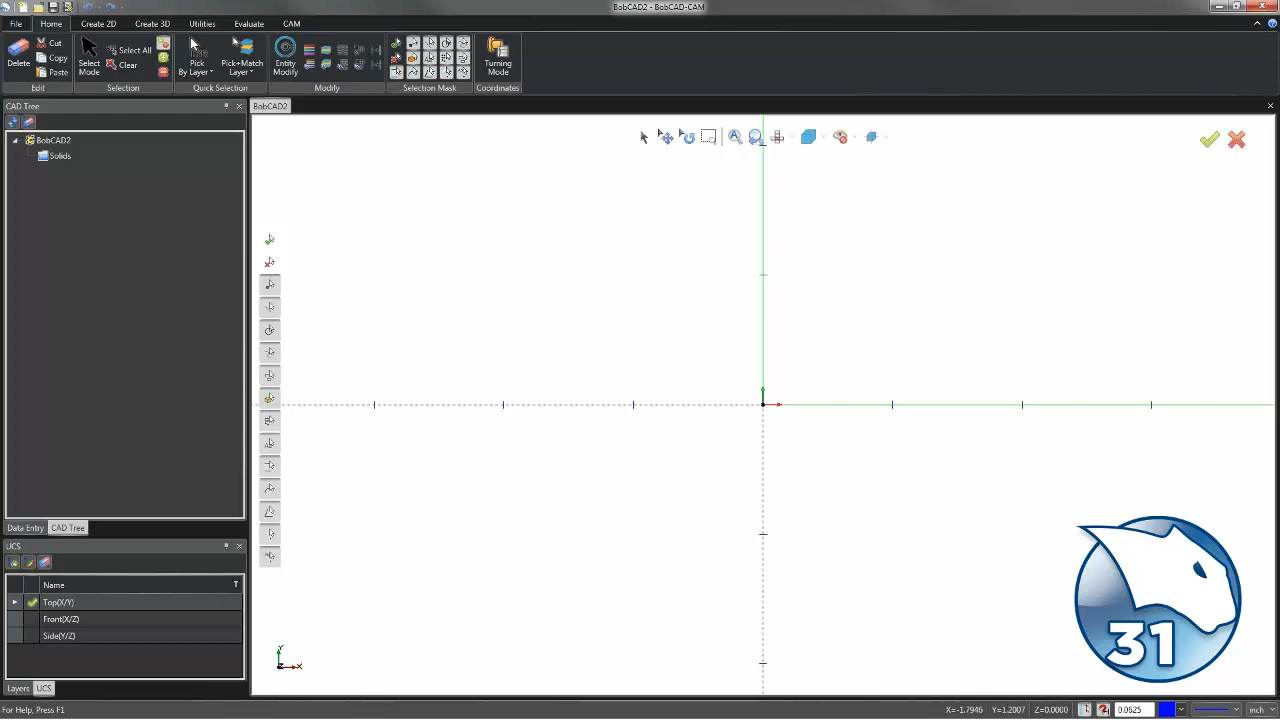 BobCAD2 - BobCAD-CAM
File Home Create 2D Create 3D Utilities Evaluate CAM
Delete Cut Copy Paste
Edit
Select Mode Select All Clear
Selection
Pick By Layer Pick+Match Layer
Quick Selection
Entity Modify
Modify
Selection Mask
Turning Mode
Coordinates
CAD Tree
BobCAD2
BobCAD2
Solids
Data Entry CAD Tree
UCS
Name
Top(X/Y)
Front(X/Z)
Side(Y/Z)
Layers UCS
Y
Z X
31
For Help, Press F1
X=-1.7946 Y=1.2007 Z=0.0000 0.0625 inch